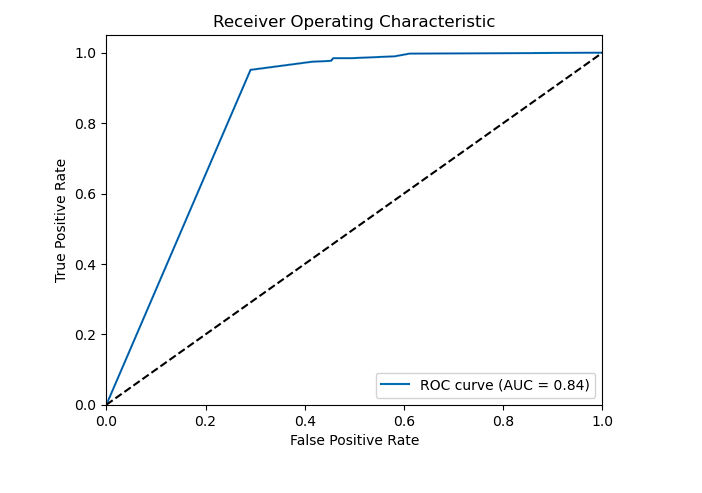 Receiver Operating Characteristic
1.0
0.8
0.6
0.4
0.2
0.0
True Positive Rate
ROC curve (AUC = 0.84)
0.0 0.2 0.4 0.6 0.8 1.0
False Positive Rate